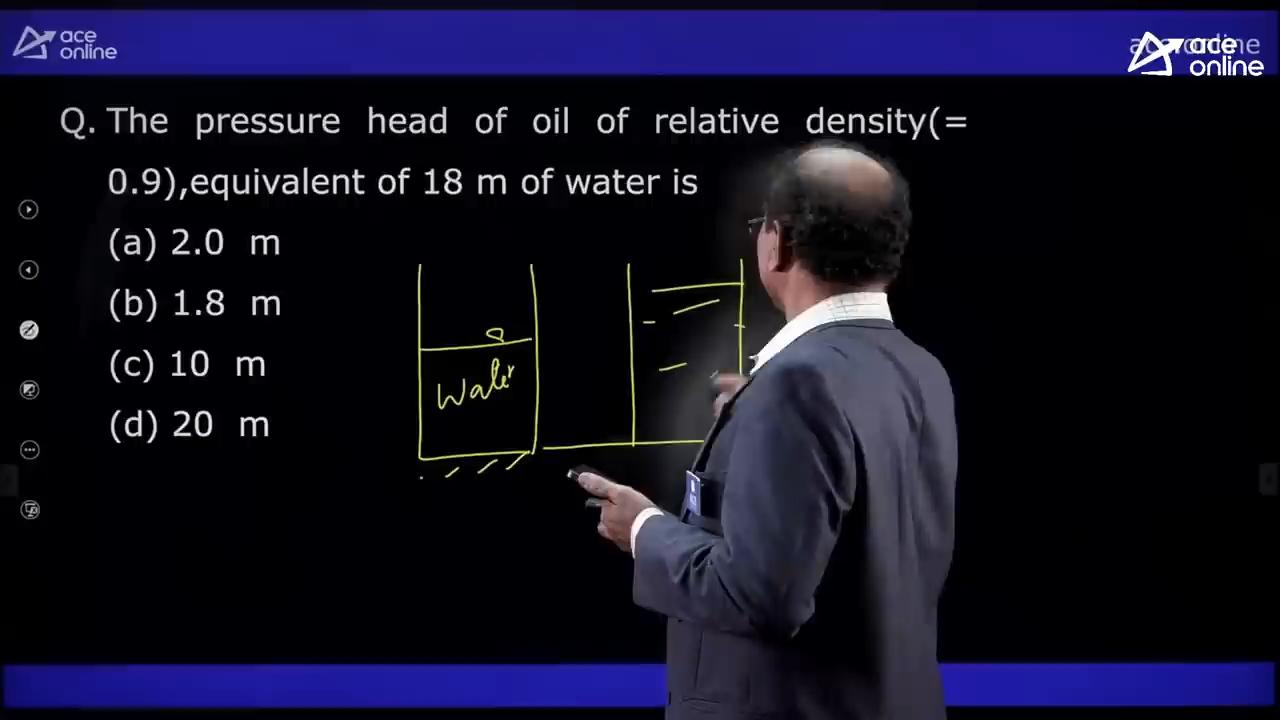 ace
online
ace
online
Q. The pressure head of oil of relative density(=
0.9),equivalent of 18 m of water is
(a) 2.0 m
(b) 1.8 m
(c) 10 m
(d) 20 m
Water